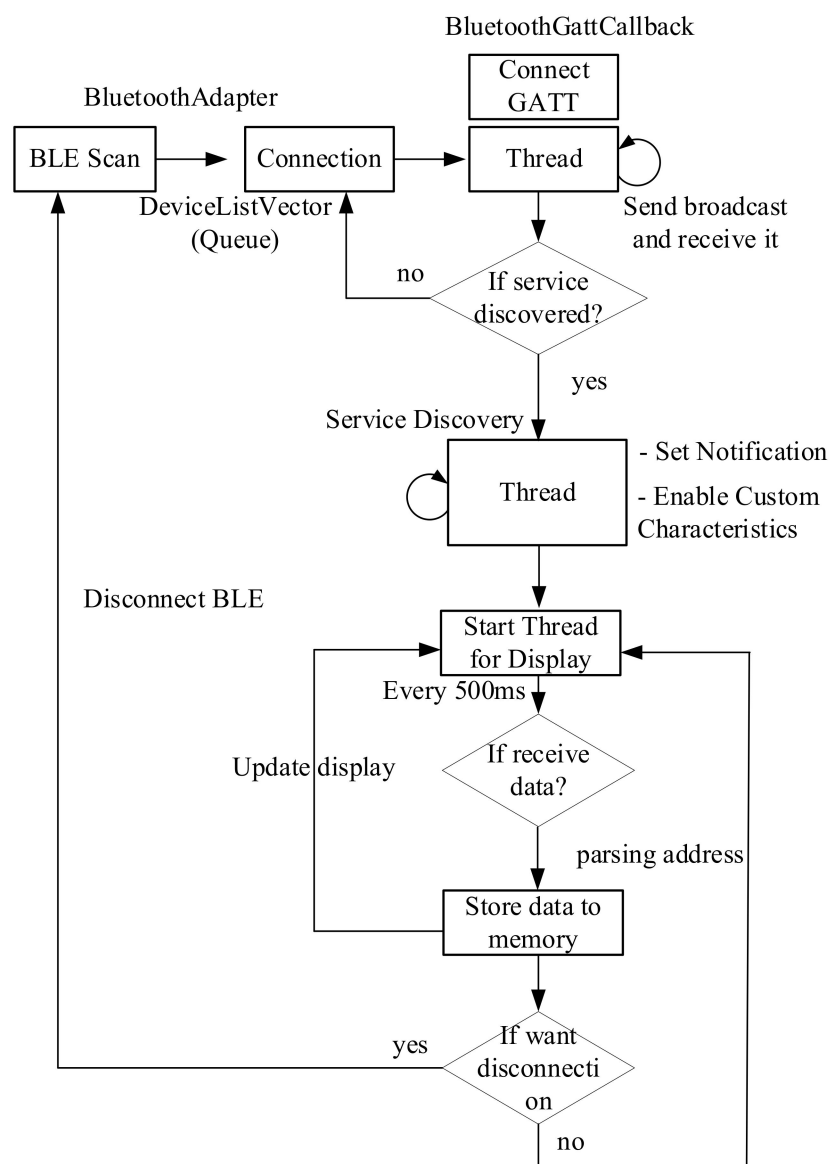 BluetoothGattCallback
Connect
GATT
BluetoothAdapter
BLE Scan
Connection
Thread
DeviceListVector
(Queue)
Send broadcast
and receive it
no
If service
discovered?
yes
Service Discovery
Thread
- Set Notification
- Enable Custom
Characteristics
Disconnect BLE
Start Thread
for Display
Every 500ms
If receive
data?
Update display
parsing address
Store data to
memory
yes
If want
disconnecti
on
no